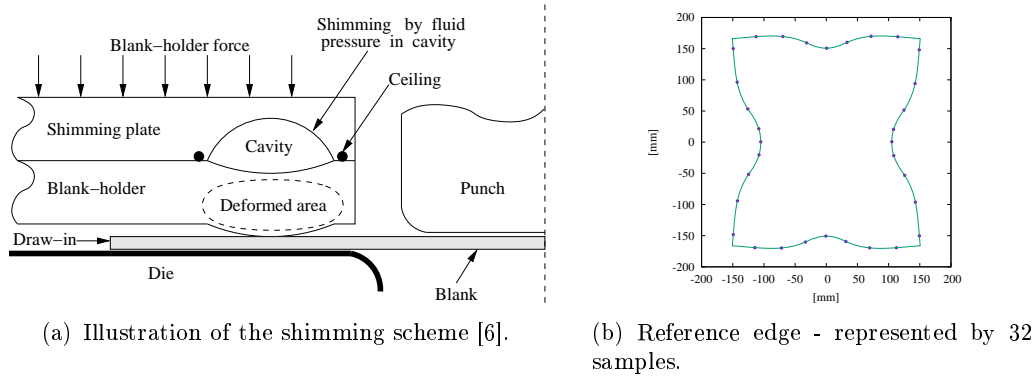 Blank-holder force
Shimming by fluid
pressure in cavity
Ceiling
Shimming plate
Cavity
Blank-holder
Deformed area
Punch
Draw-in
Die
Blank
(a) Illustration of the shimming scheme [6].
200
150
100
50
0
-50
-100
-150
-200
[mm]
-200 -150 -100 -50 0 50 100 150 200
[mm]
(b) Reference edge - represented by 32
samples.